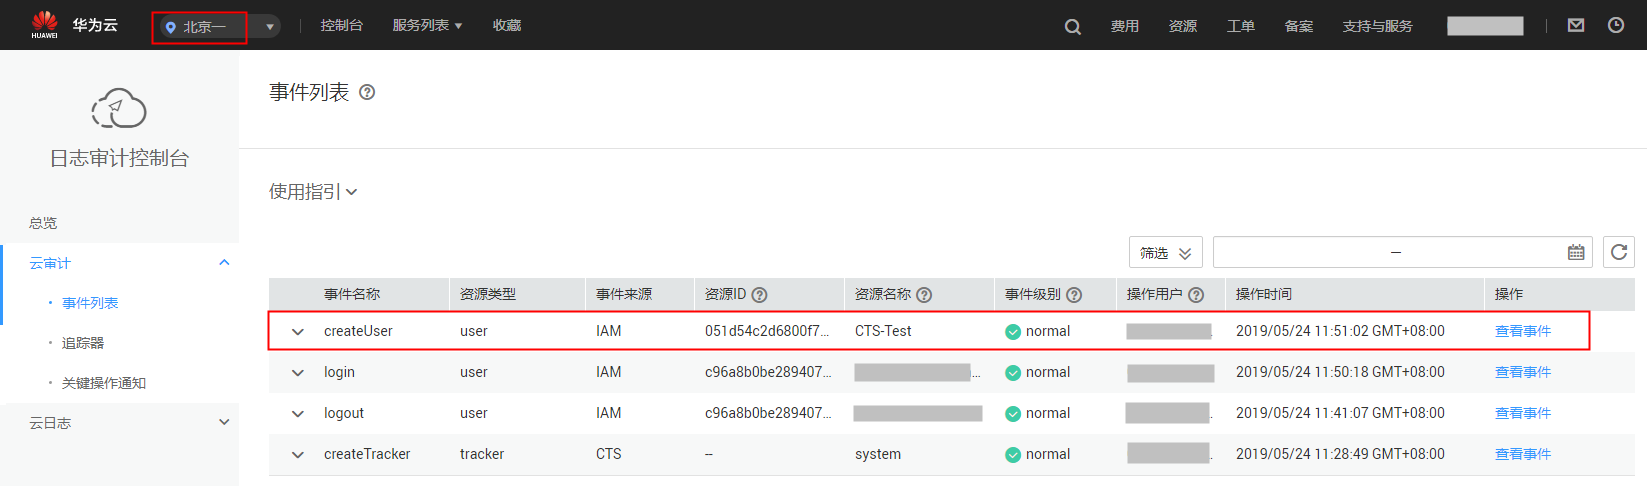 HUAWEI 华为云 北京一 控制台 服务列表 收藏 费用 资源 工单 备案 支持与服务
事件列表
日志审计控制台
使用指引
总览
云审计
事件列表
追踪器
关键操作通知
云日志
筛选 –
事件名称 资源类型 事件来源 资源ID 资源名称 事件级别 操作用户 操作时间 操作
createUser user IAM 051d54c2d6800f7... CTS-Test normal 2019/05/24 11:51:02 GMT+08:00 查看事件
login user IAM c96a8b0be289407... ... normal 2019/05/24 11:50:18 GMT+08:00 查看事件
logout user IAM c96a8b0be289407... normal 2019/05/24 11:41:07 GMT+08:00 查看事件
createTracker tracker CTS -- system normal 2019/05/24 11:28:49 GMT+08:00 查看事件